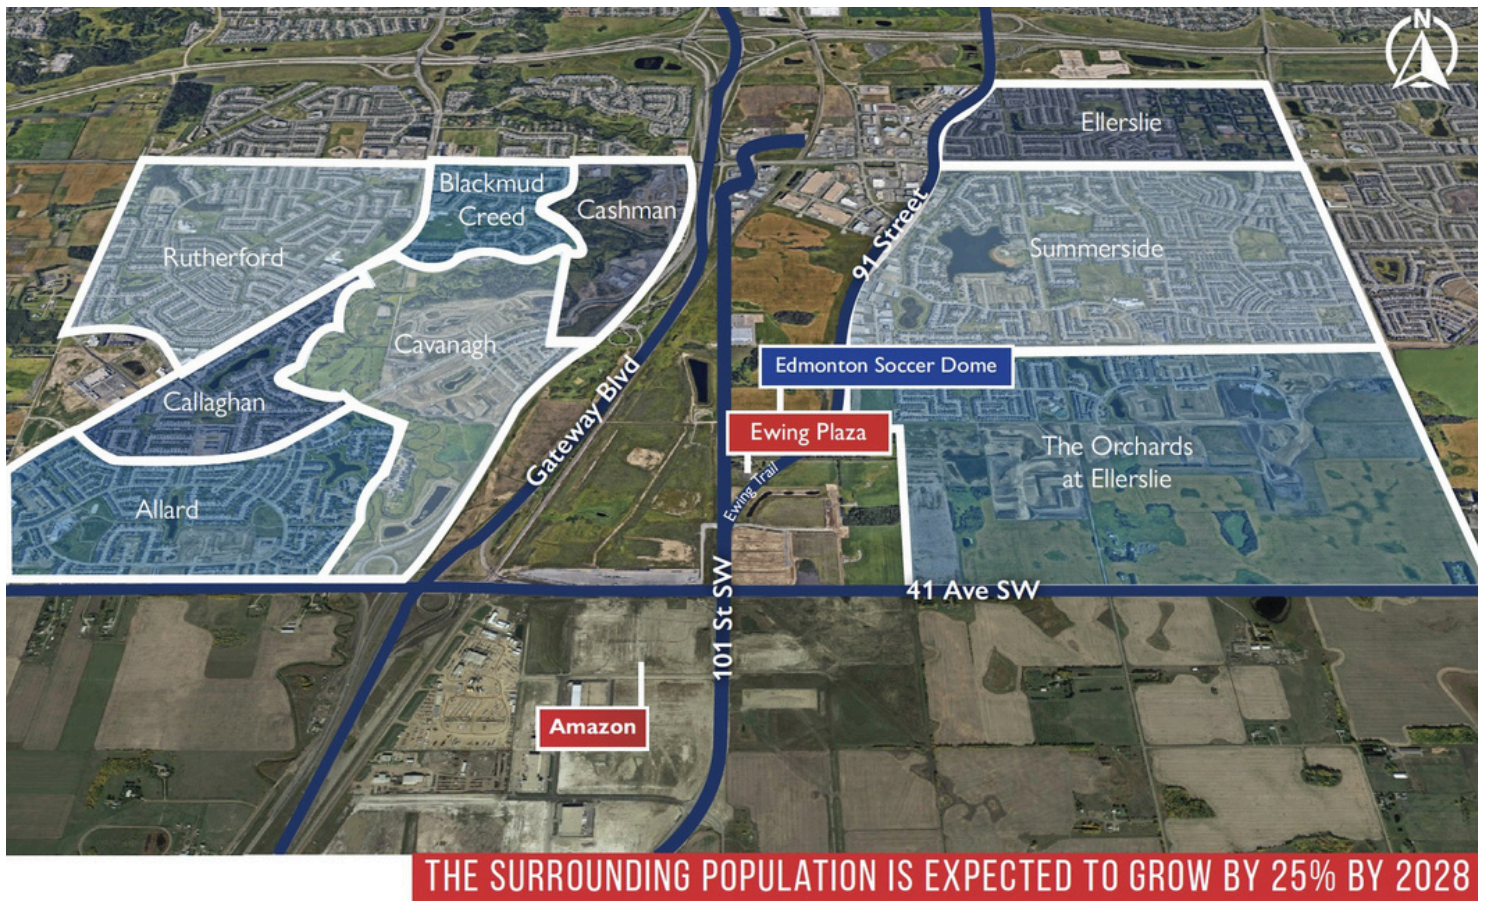 N
Ellerslie
Blackmud
Creed
Cashman
Rutherford
91 Street
Summerside
Cavanagh
Edmonton Soccer Dome
Gateway Blvd
Callaghan
Ewing Plaza
The Orchards
at Ellerslie
Ewing Trail
Allard
41 Ave SW
101 St SW
Amazon
THE SURROUNDING POPULATION IS EXPECTED TO GROW BY 25% BY 2028